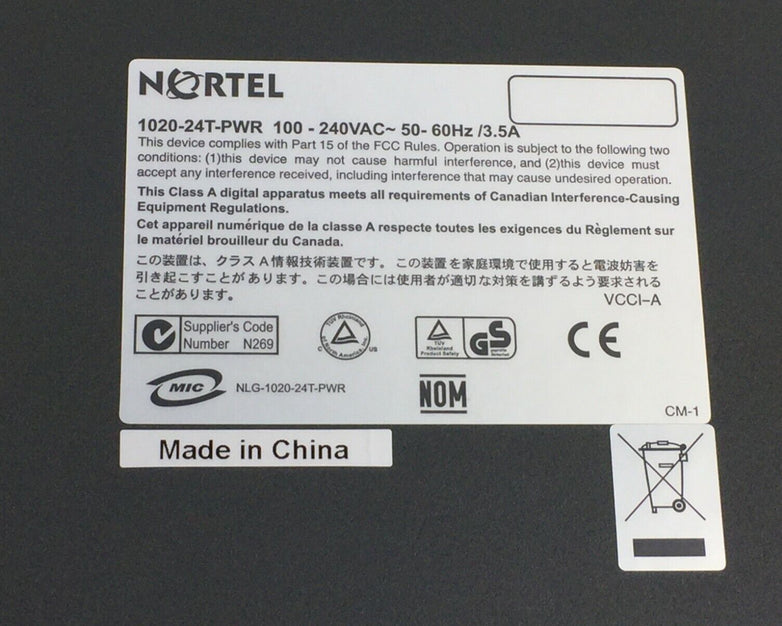 NORTEL
1020-24T-PWR 100 - 240VAC~ 50- 60Hz /3.5A
This device complies with Part 15 of the FCC Rules. Operation is subject to the following two
conditions: (1)this device may not cause harmful interference, and (2)this device must
accept any interference received, including interference that may cause undesired operation.
This Class A digital apparatus meets all requirements of Canadian Interference-Causing
Equipment Regulations.
Cet appareil numérique de la classe A respecte toutes les exigences du Règlement sur
le matériel brouilleur du Canada.
この装置は、クラス A 情報技術装置です。 この装置を家庭環境で使用すると電波妨害を
引き起こすことが あります。この場合には使用者が適切な対策を講ずるよう要求される
ことがあります。
VCCI-A
Supplier's Code
Number N269
TÜV Rheinland
of North America, Inc.
C US
TÜV
Rheinland
Product Safety
GS
geprüfte
Sicherheit
CE
MIC
NLG-1020-24T-PWR
NOM
CM-1
Made in China